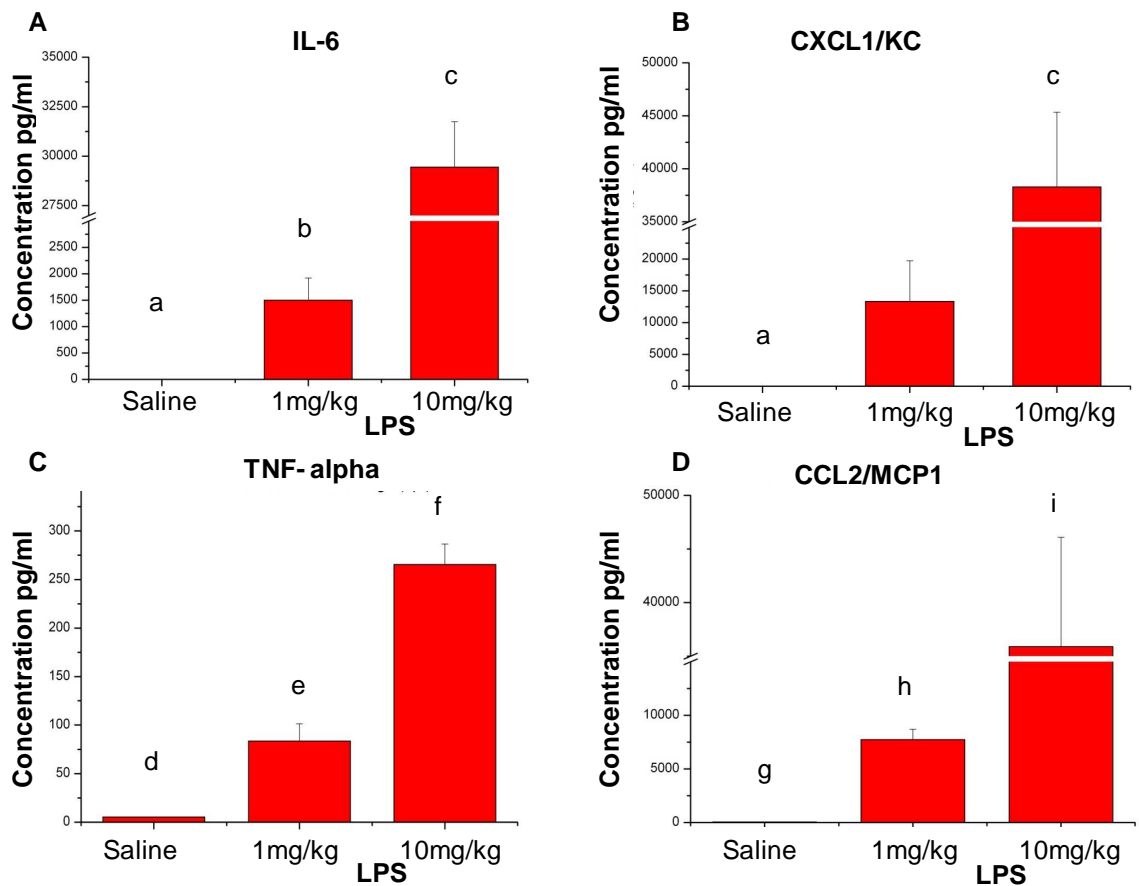 A
IL-6
Concentration pg/ml
35000
32500
30000
27500
2500
2000
1500
1000
500
0
a
b
c
Saline
1mg/kg
10mg/kg
LPS
B
CXCL1/KC
Concentration pg/ml
50000
45000
40000
35000
20000
15000
10000
5000
0
a
c
Saline
1mg/kg
10mg/kg
LPS
C
TNF- alpha
Concentration pg/ml
300
250
200
150
100
50
0
d
e
f
Saline
1mg/kg
10mg/kg
LPS
D
CCL2/MCP1
Concentration pg/ml
50000
40000
10000
5000
0
g
h
i
Saline
1mg/kg
10mg/kg
LPS